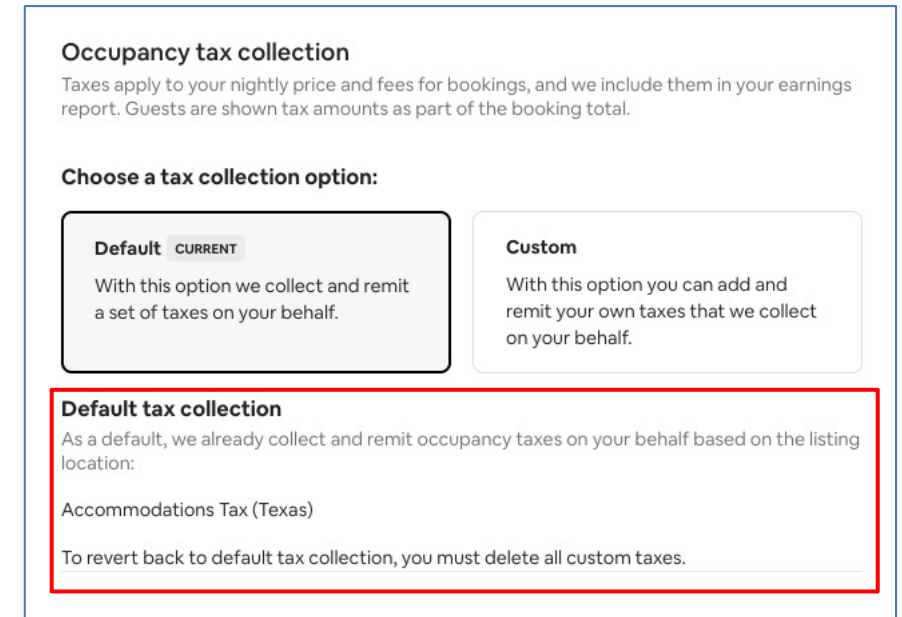 Occupancy tax collection
Taxes apply to your nightly price and fees for bookings, and we include them in your earnings
report. Guests are shown tax amounts as part of the booking total.
Choose a tax collection option:
Default CURRENT
With this option we collect and remit
a set of taxes on your behalf.
Custom
With this option you can add and
remit your own taxes that we collect
on your behalf.
Default tax collection
As a default, we already collect and remit occupancy taxes on your behalf based on the listing
location:
Accommodations Tax (Texas)
To revert back to default tax collection, you must delete all custom taxes.